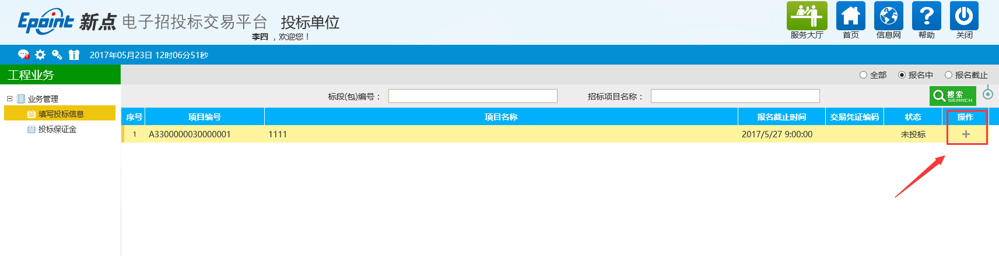 Epoint 新点 电子招投标交易平台 投标单位
李四 ，欢迎您！
服务大厅 首页 信息网 帮助 关闭
2017年05月23日 12时06分51秒
工程业务
全部 报名中 报名截止
业务管理
填写投标信息
投标保证金
标段(包)编号： 招标项目名称： 搜索 SEARCH
序号 项目编号 项目名称 报名截止时间 交易凭证编码 状态 操作
1 A3300000030000001 1111 2017/5/27 9:00:00 未投标